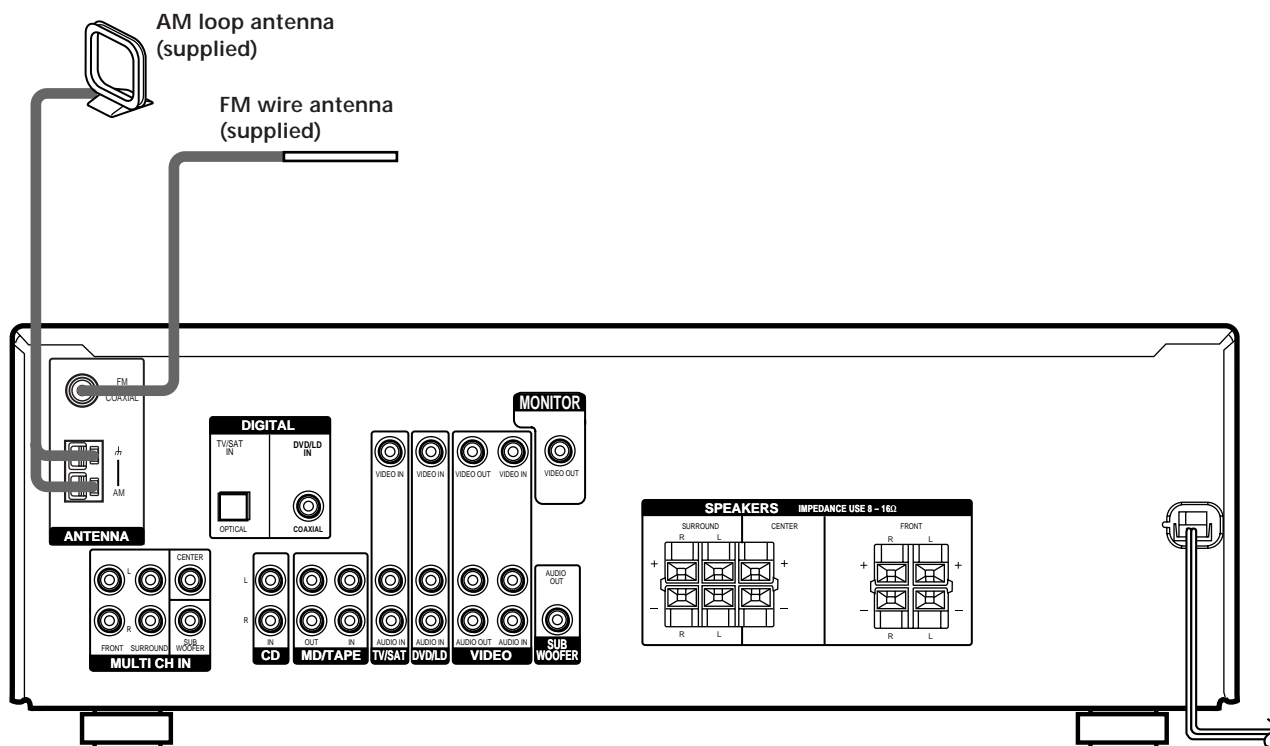 AM loop antenna
(supplied)
FM wire antenna
(supplied)
FM
COAXIAL
AM
ANTENNA
DIGITAL
TV/SAT
IN
DVD/LD
IN
OPTICAL
COAXIAL
MONITOR
VIDEO IN
VIDEO IN
VIDEO OUT
VIDEO IN
VIDEO OUT
SPEAKERS IMPEDANCE USE 8 – 16Ω
SURROUND
CENTER
FRONT
R L
R L
+ +
+ +
– –
– –
R L
R L
CENTER
L
R
FRONT
SURROUND
SUB
WOOFER
MULTI CH IN
L
R
IN
CD
OUT
IN
MD/TAPE
AUDIO IN
TV/SAT
AUDIO IN
DVD/LD
AUDIO OUT
AUDIO IN
VIDEO
AUDIO
OUT
SUB
WOOFER